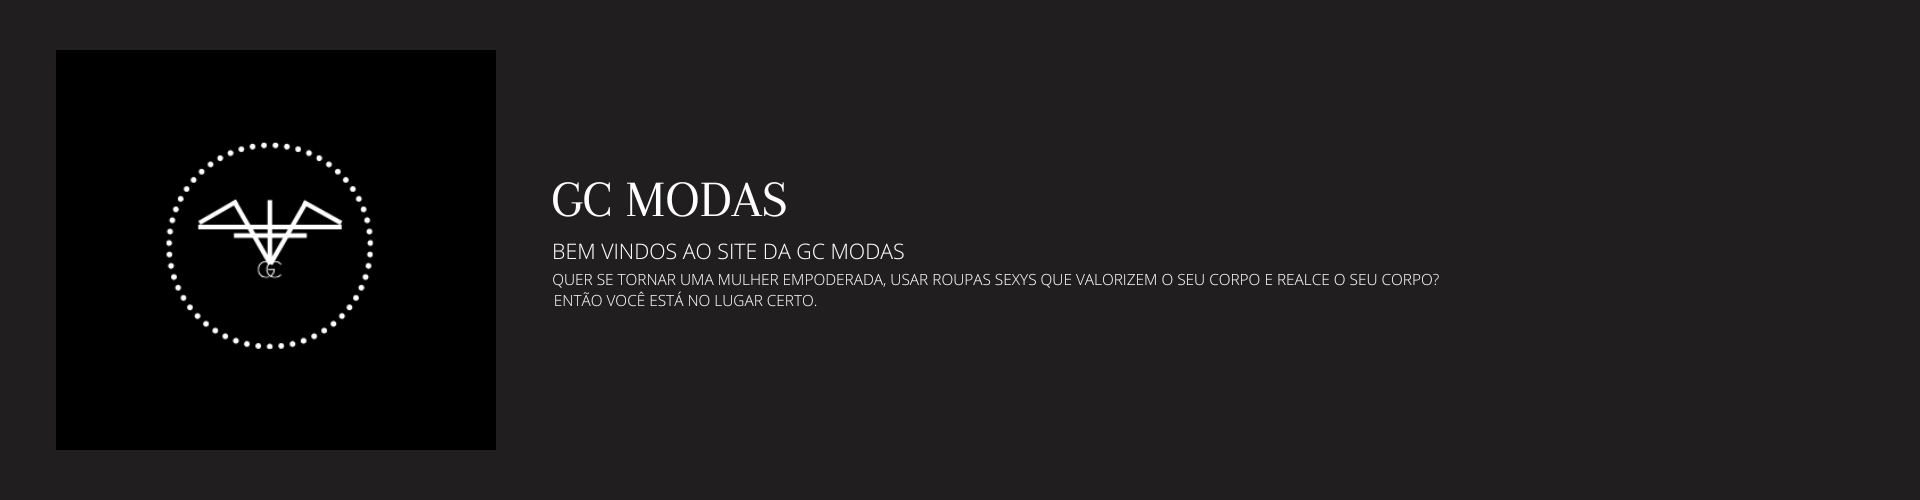 GC
GC MODAS
BEM VINDOS AO SITE DA GC MODAS
QUER SE TORNAR UMA MULHER EMPODERADA, USAR ROUPAS SEXYS QUE VALORIZEM O SEU CORPO E REALCE O SEU CORPO?
ENTÃO VOCÊ ESTÁ NO LUGAR CERTO.